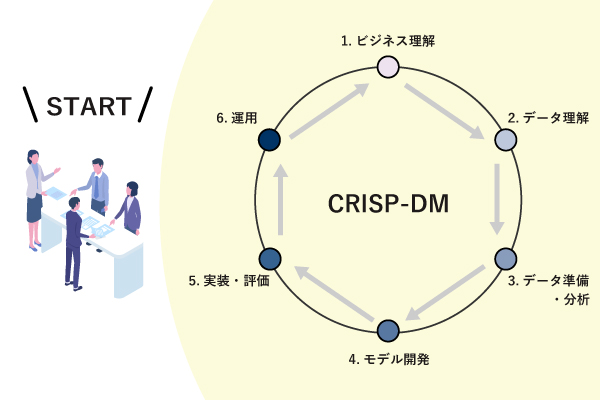 START
CRISP-DM
1. ビジネス理解
2. データ理解
3. データ準備
・分析
4. モデル開発
5. 実装・評価
6. 運用